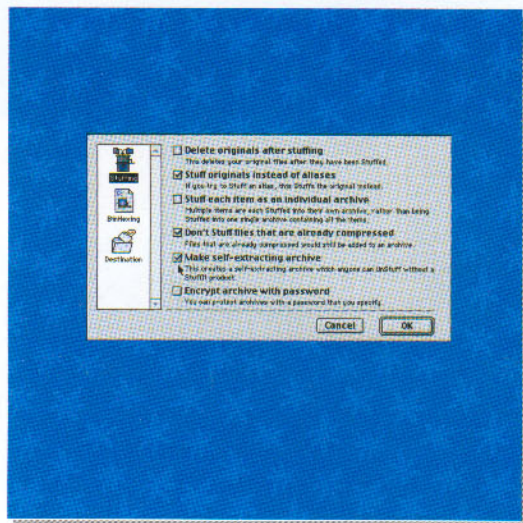 Stuffing
BinHexing
Destination
Delete originals after stuffing
This deletes your original files after they have been Stuffed.
Stuff originals instead of aliases
If you try to Stuff an alias, this Stuffs the original instead.
Stuff each item as an individual archive
Multiple items are each Stuffed into their own archive, rather than being
Stuffed into one single archive containing all the items.
Don't Stuff files that are already compressed
Files that are already compressed would still be added to an archive.
Make self-extracting archive
This creates a self-extracting archive which anyone can UnStuff without a
StuffIt product.
Encrypt archive with password
You can protect archives with a password that you specify.
Cancel
OK